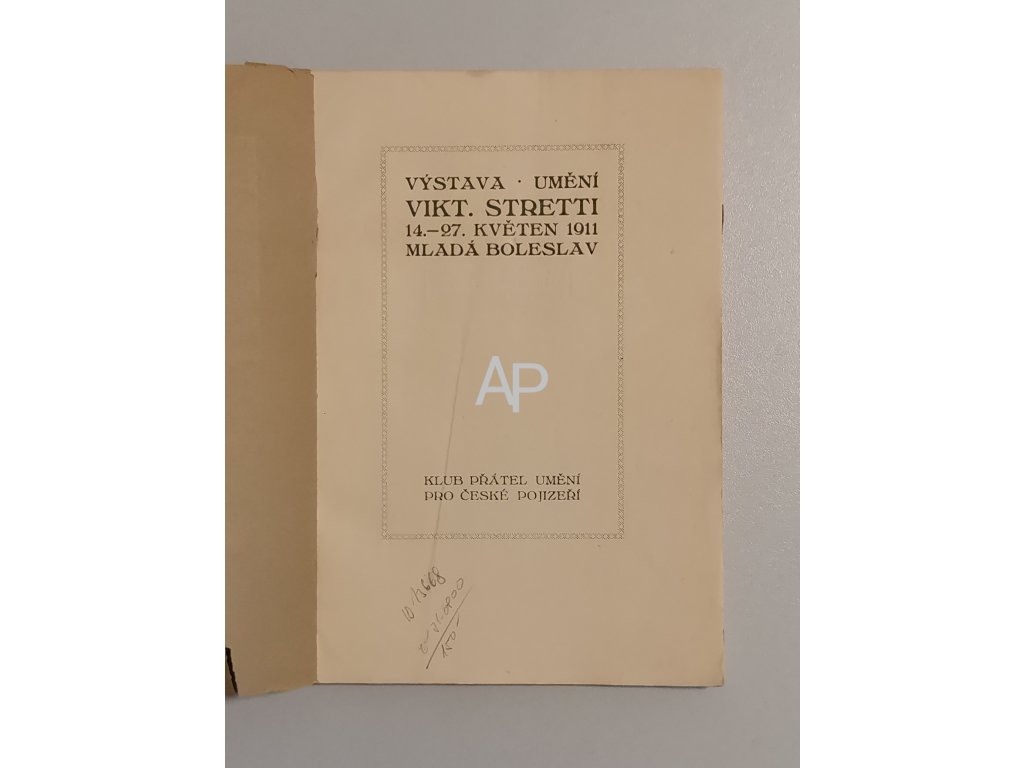 VÝSTAVA · UMĚNÍ
VIKT. STRETTI
14.–27. KVĚTEN 1911
MLADÁ BOLESLAV
AP
KLUB PŘÁTEL UMĚNÍ
PRO ČESKÉ POJIZEŘÍ